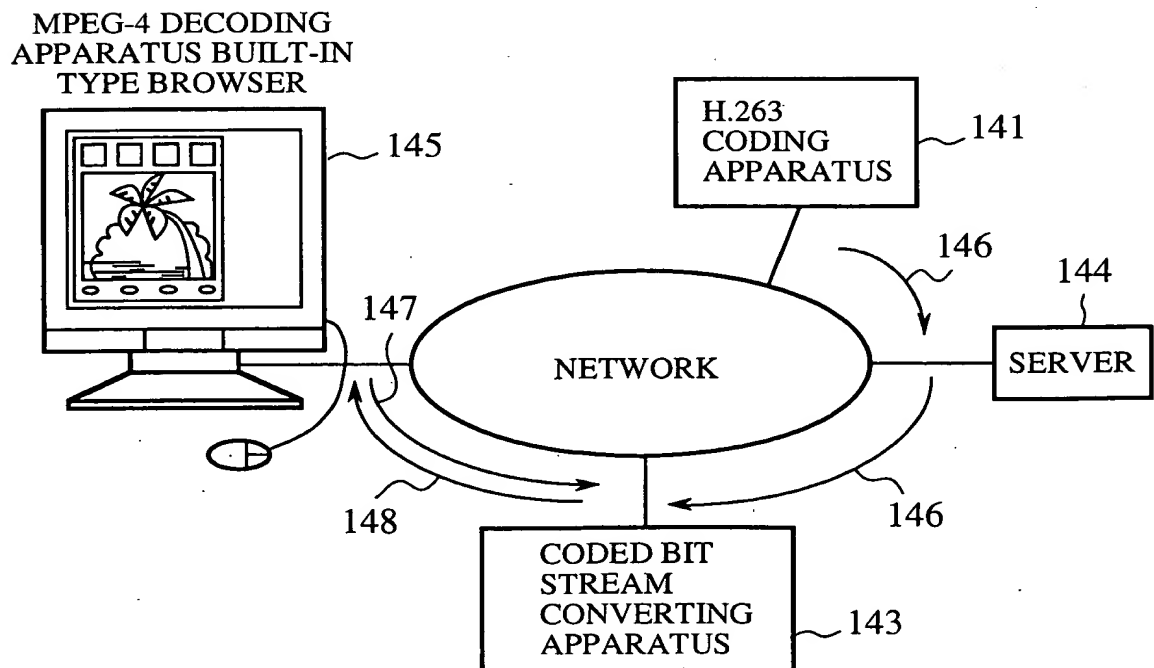 MPEG-4 DECODING
APPARATUS BUILT-IN
TYPE BROWSER
145
H.263
CODING
APPARATUS
141
146
144
SERVER
147
NETWORK
148
146
CODED BIT
STREAM
CONVERTING
APPARATUS
143